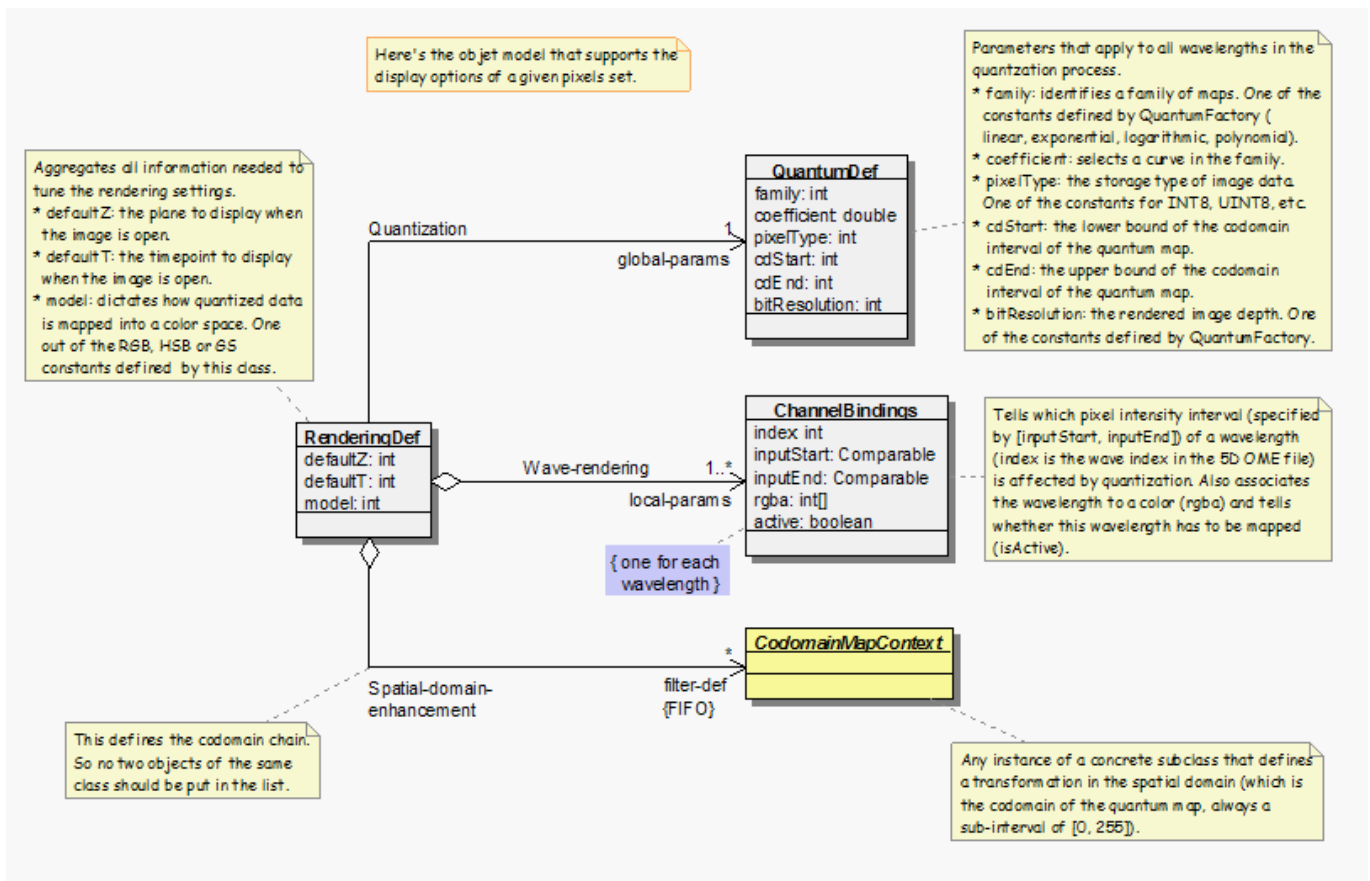 Here's the objet model that supports the
display options of a given pixels set.
Parameters that apply to all wavelengths in the
quantzation process.
* family: identifies a family of maps. One of the
constants defined by QuantumFactory (
linear, exponential, logarithmic, polynomial).
* coefficient: selects a curve in the family.
* pixelType: the storage type of image data.
One of the constants for INT8, UINT8, etc.
* cdStart: the lower bound of the codomain
interval of the quantum map.
* cdEnd: the upper bound of the codomain
interval of the quantum map.
* bitResolution: the rendered image depth. One
of the constants defined by QuantumFactory.
Aggregates all information needed to
tune the rendering settings.
* defaultZ: the plane to display when
the image is open.
* defaultT: the timepoint to display
when the image is open.
* model: dictates how quantized data
is mapped into a color space. One
out of the RGB, HSB or GS
constants defined by this class.
QuantumDef
family: int
coefficient: double
pixelType: int
cdStart: int
cdEnd: int
bitResolution: int
Quantization
1
global-params
RenderingDef
defaultZ: int
defaultT: int
model: int
Wave-rendering
1..*
local-params
ChannelBindings
index: int
inputStart: Comparable
inputEnd: Comparable
rgba: int[]
active: boolean
{ one for each
wavelength }
Tells which pixel intensity interval (specified
by [inputStart, inputEnd]) of a wavelength
(index is the wave index in the 5D OME file)
is affected by quantization. Also associates
the wavelength to a color (rgba) and tells
whether this wavelength has to be mapped
(isActive).
CodomainMapContext
*
Spatial-domain-
enhancement
filter-def
{FIFO}
This defines the codomain chain.
So no two objects of the same
class should be put in the list.
Any instance of a concrete subclass that defines
a transformation in the spatial domain (which is
the codomain of the quantum map, always a
sub-interval of [0, 255]).